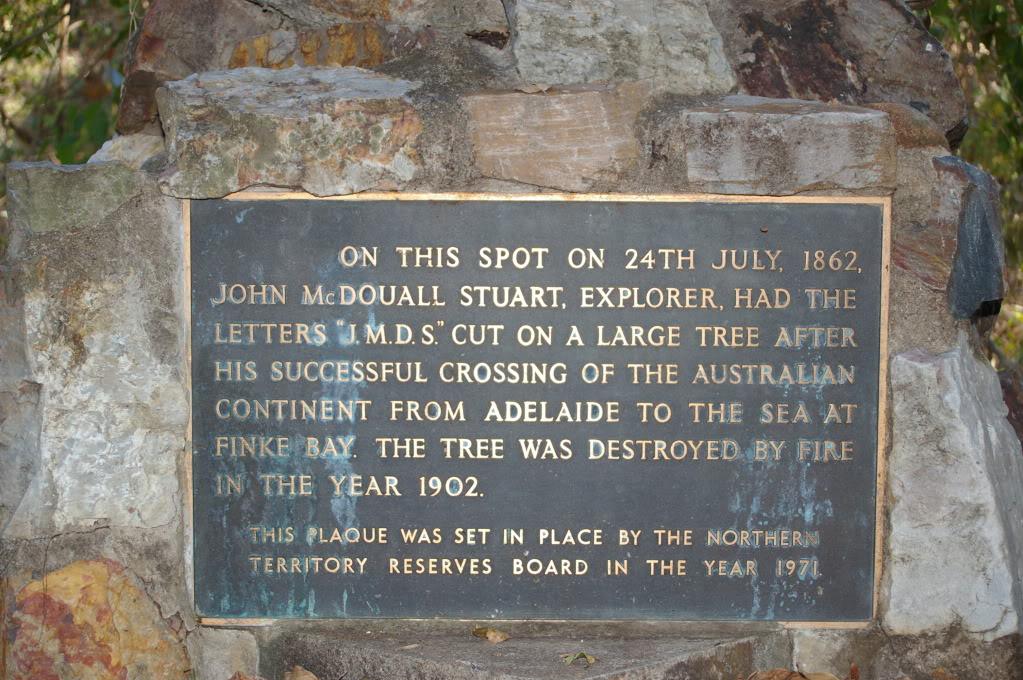 ON THIS SPOT ON 24TH JULY, 1862,
JOHN McDOUALL STUART, EXPLORER, HAD THE
LETTERS "J.M.D.S." CUT ON A LARGE TREE AFTER
HIS SUCCESSFUL CROSSING OF THE AUSTRALIAN
CONTINENT FROM ADELAIDE TO THE SEA AT
FINKE BAY. THE TREE WAS DESTROYED BY FIRE
IN THE YEAR 1902.
THIS PLAQUE WAS SET IN PLACE BY THE NORTHERN
TERRITORY RESERVES BOARD IN THE YEAR 1971.